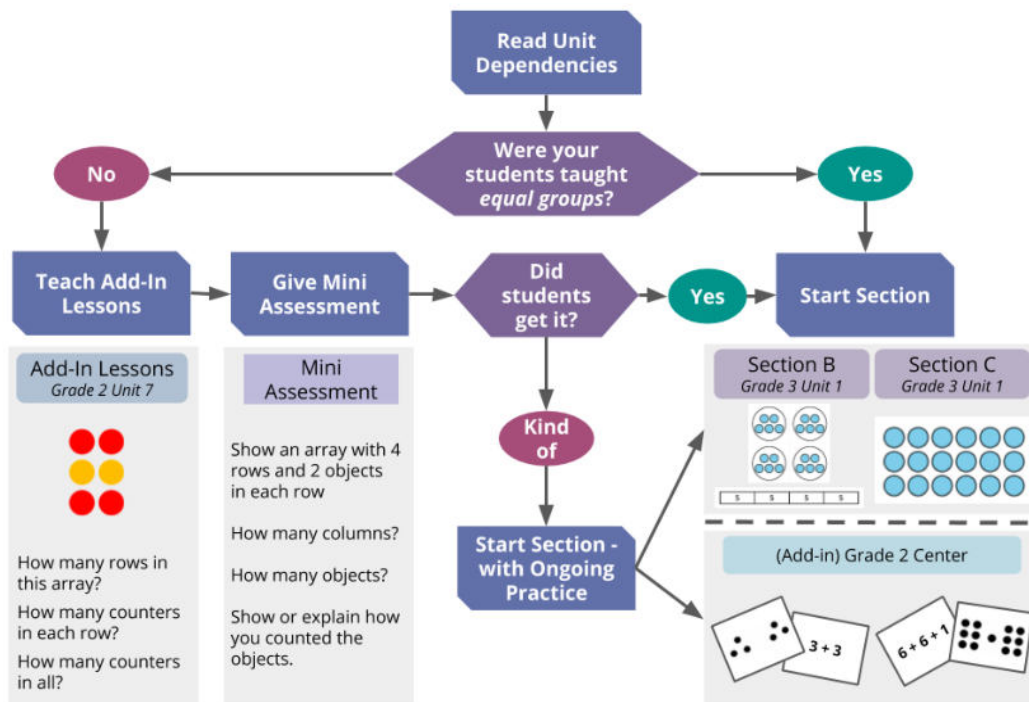 Read Unit
Dependencies
Were your
students taught
equal groups?
No
Yes
Teach Add-In
Lessons
Give Mini
Assessment
Did
students
get it?
Yes
Start Section
Add-In Lessons
Grade 2 Unit 7
How many rows in
this array?
How many counters
in each row?
How many counters
in all?
Mini
Assessment
Show an array with 4
rows and 2 objects
in each row
How many columns?
How many objects?
Show or explain how
you counted the
objects.
Kind
of
Start Section -
with Ongoing
Practice
Section B
Grade 3 Unit 1
5 5 5 5
Section C
Grade 3 Unit 1
(Add-in) Grade 2 Center
3 + 3
6 + 6 + 1